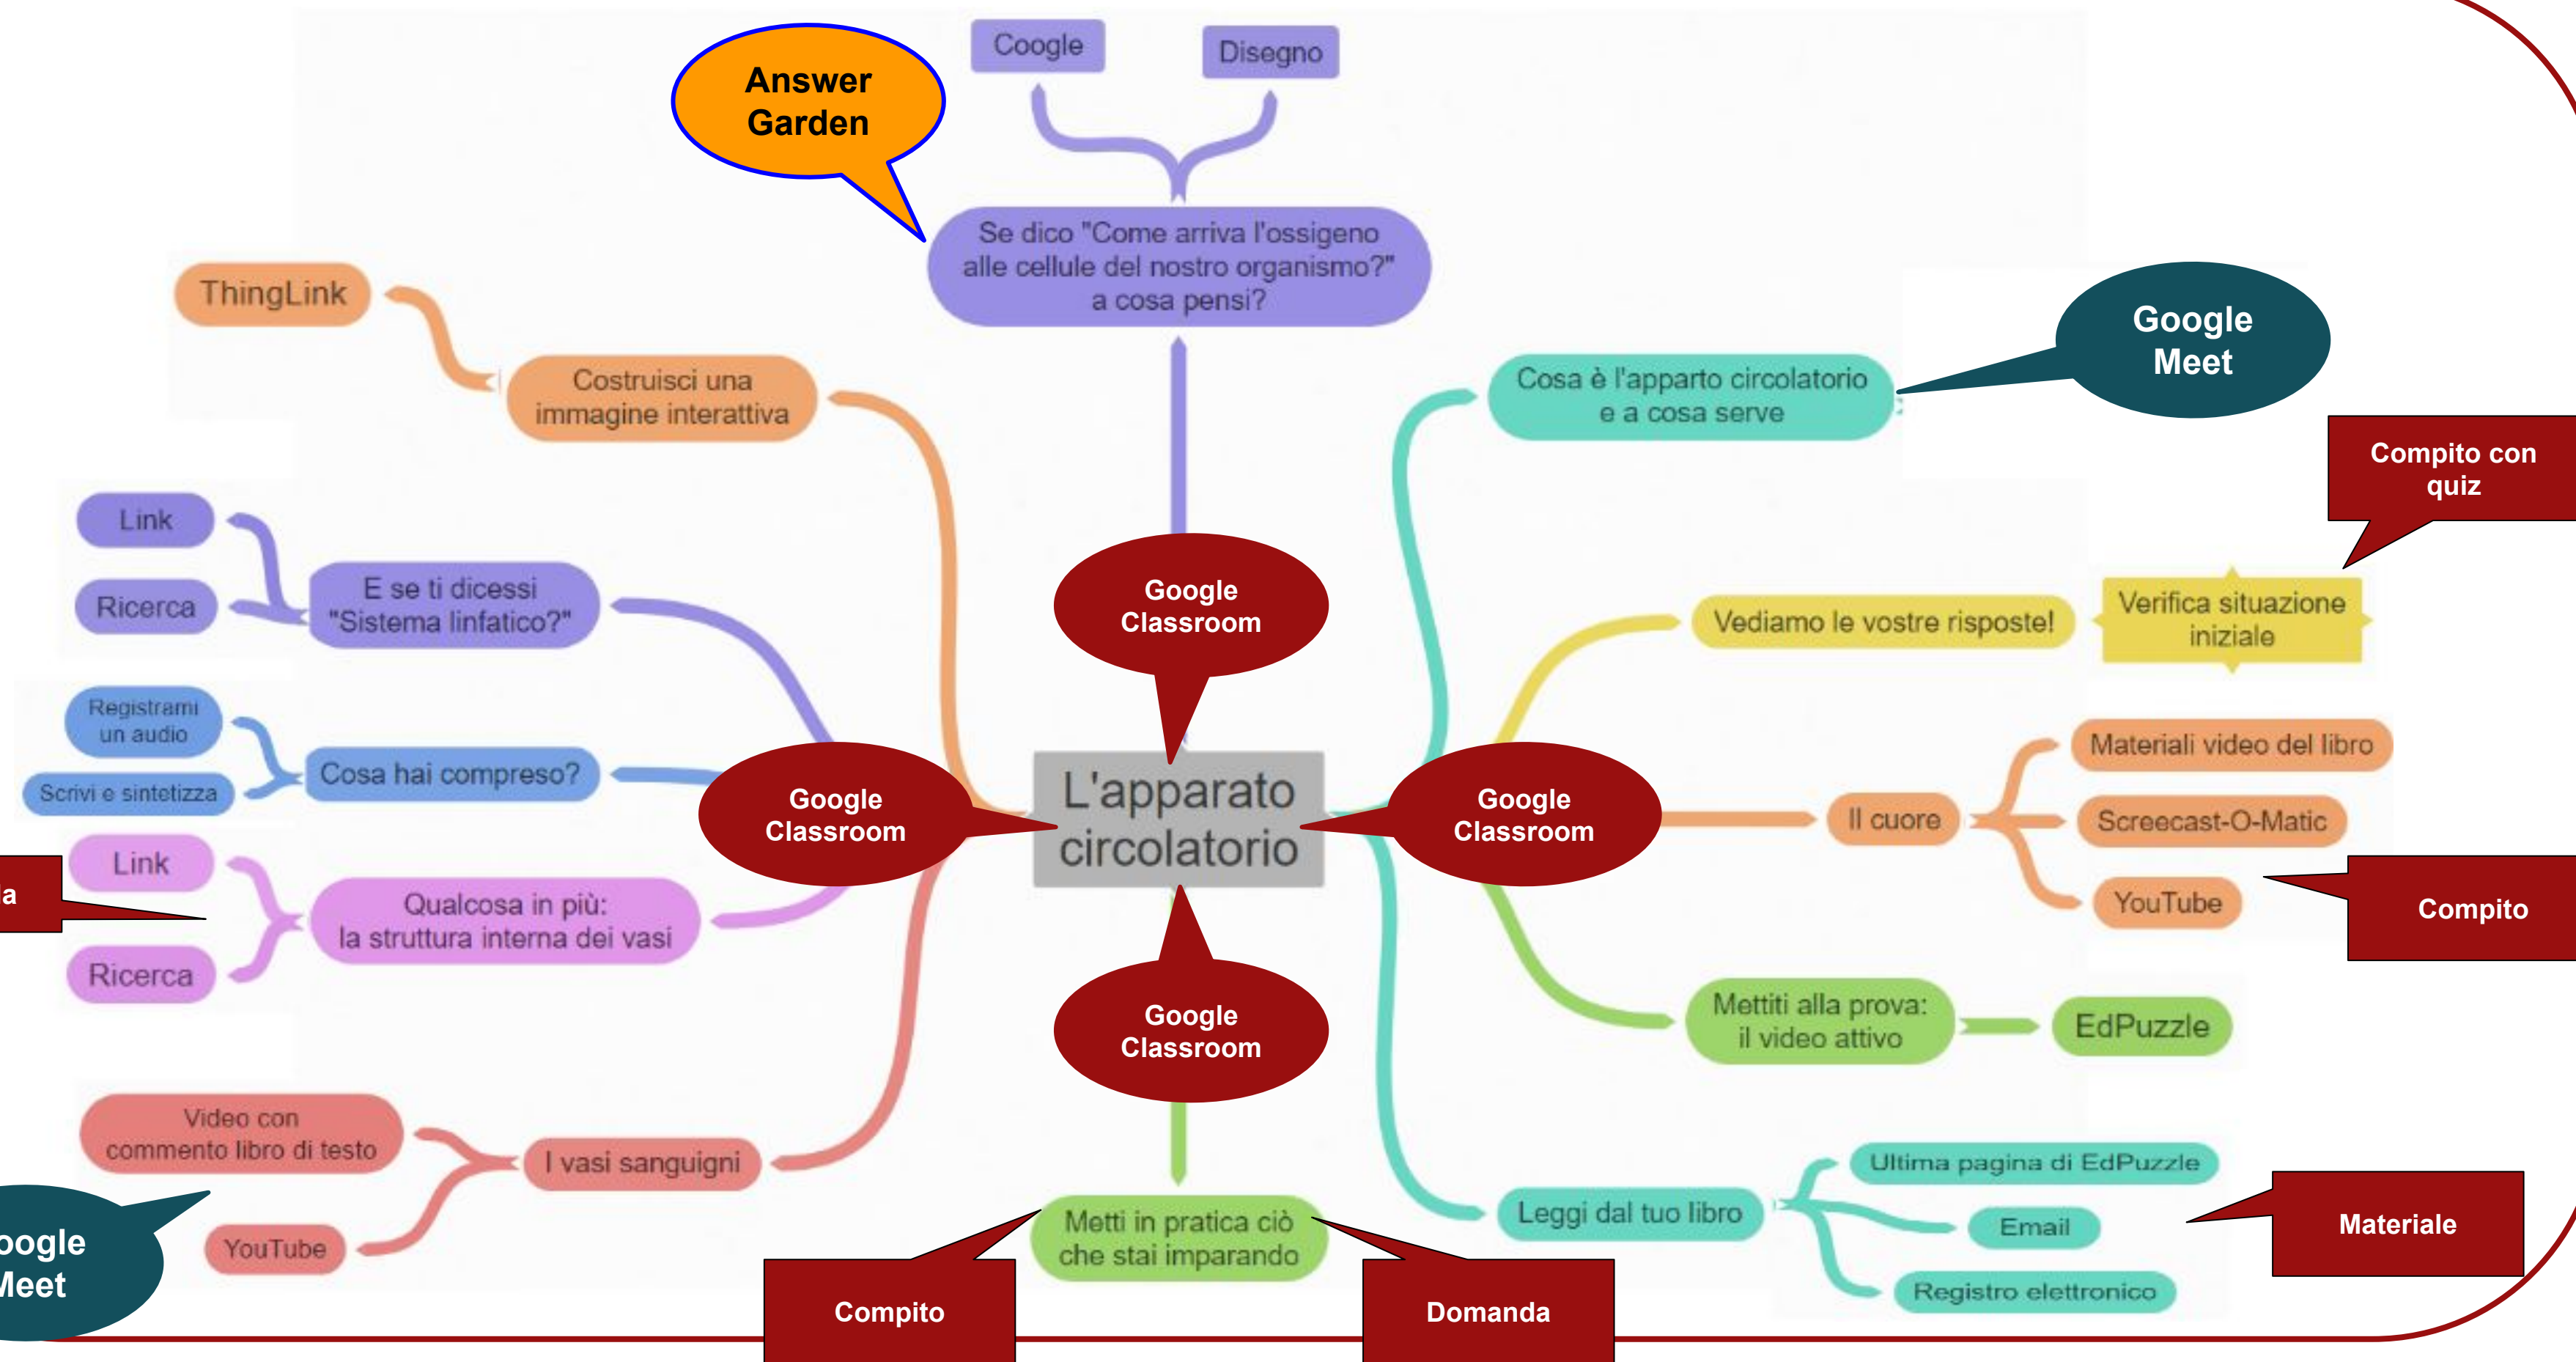 Coogle
Disegno
Answer
Garden
Se dico "Come arriva l'ossigeno
alle cellule del nostro organismo?"
a cosa pensi?
ThingLink
Costruisci una
immagine interattiva
Cosa è l'apparto circolatorio
e a cosa serve
Google
Meet
Compito con
quiz
Link
Ricerca
E se ti dicessi
"Sistema linfatico?"
Google
Classroom
Vediamo le vostre risposte!
Verifica situazione
iniziale
Registrami
un audio
Scrivi e sintetizza
Cosa hai compreso?
Google
Classroom
L'apparato
circolatorio
Google
Classroom
Il cuore
Materiali video del libro
Screecast-O-Matic
YouTube
Compito
Link
Ricerca
Qualcosa in più:
la struttura interna dei vasi
Google
Classroom
Mettiti alla prova:
il video attivo
EdPuzzle
Video con
commento libro di testo
YouTube
I vasi sanguigni
Metti in pratica ciò
che stai imparando
Compito
Domanda
Leggi dal tuo libro
Ultima pagina di EdPuzzle
Email
Registro elettronico
Materiale